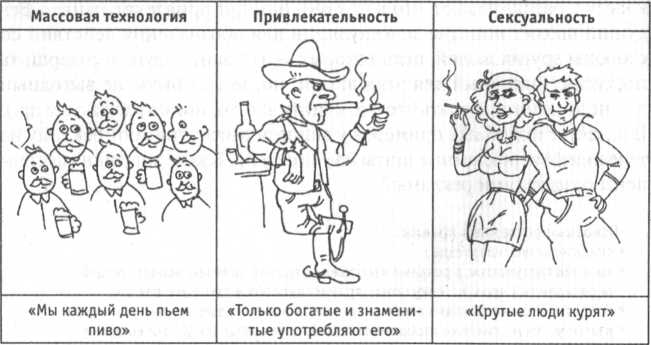 Массовая технология
Привлекательность
Сексуальность
«Мы каждый день пьем
пиво»
«Только богатые и знамени-
тые употребляют его»
«Крутые люди курят»